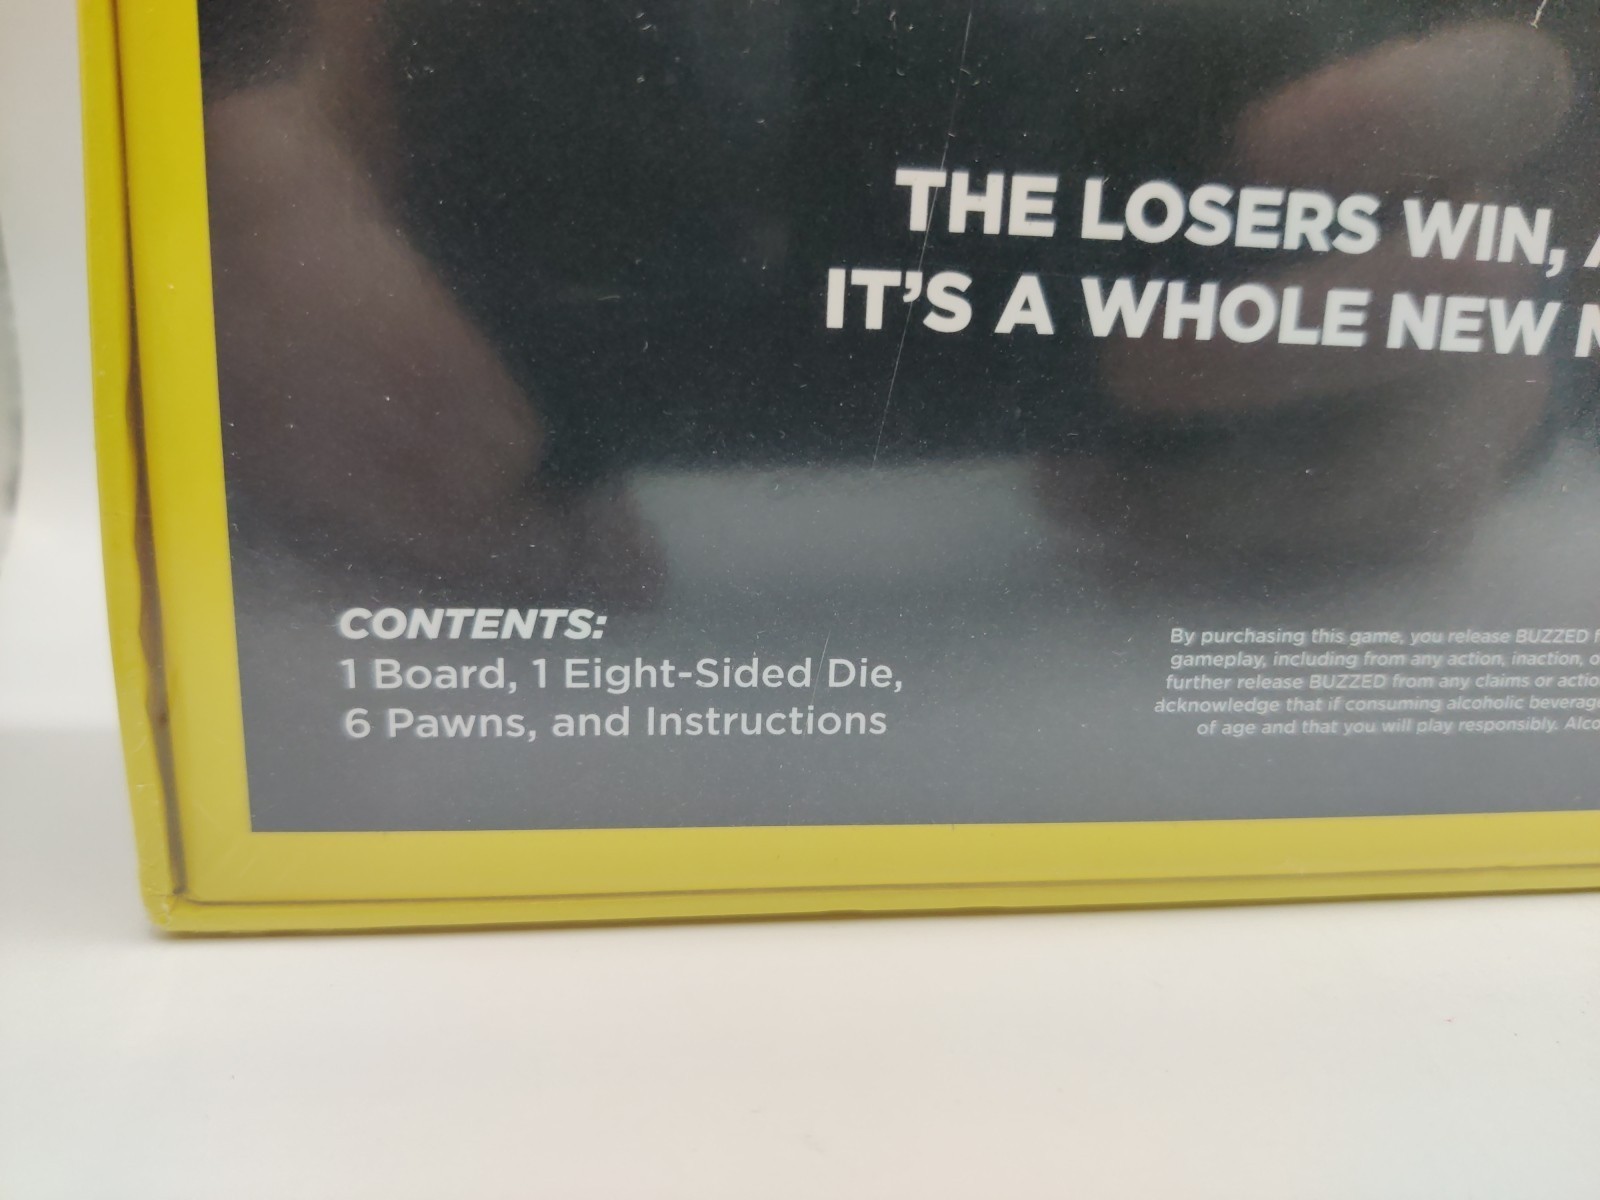 THE LOSERS WIN,
IT'S A WHOLE NEW
CONTENTS:
1 Board, 1 Eight-Sided Die,
6 Pawns, and Instructions
By purchasing this game, you release BUZZED
gameplay, including from any action, inaction,
further release BUZZED from any claims or
acknowledge that if consuming alcoholic
of age and that you will play responsibly.